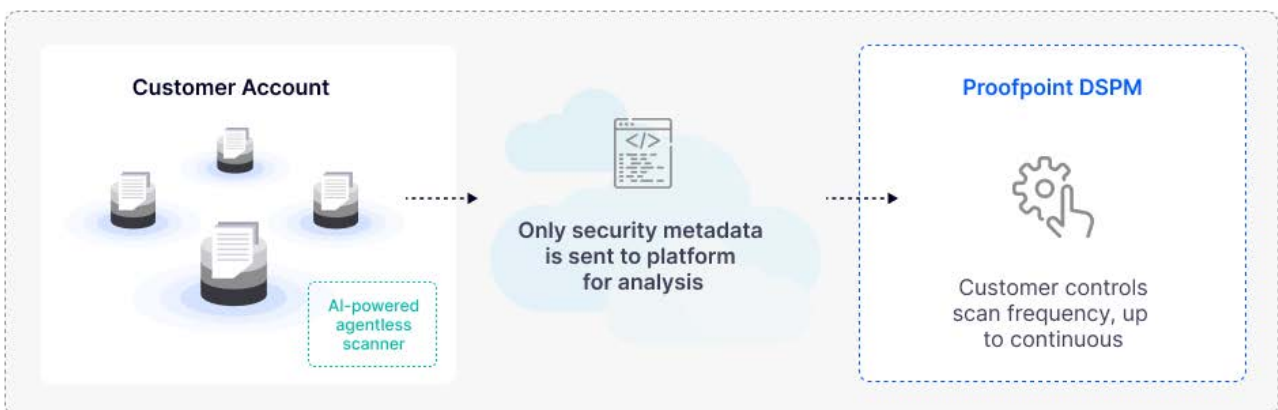 Customer Account
AI-powered
agentless
scanner
</>
Only security metadata
is sent to platform
for analysis
Proofpoint DSPM
Customer controls
scan frequency, up
to continuous